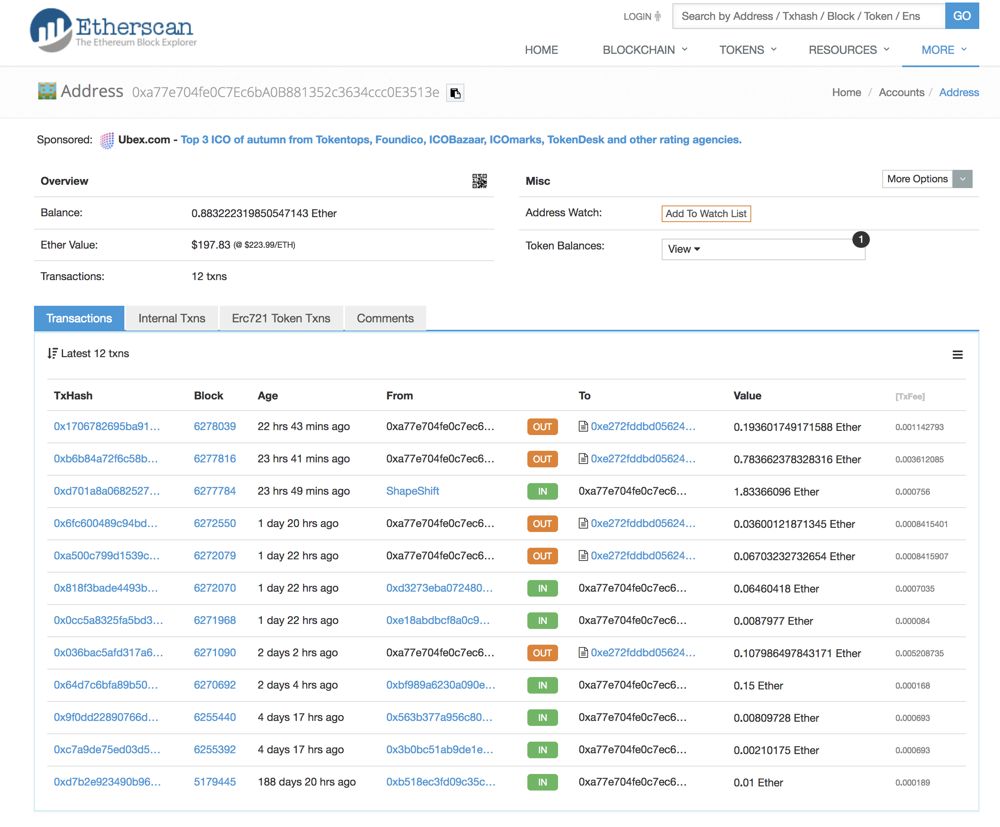 Etherscan
The Ethereum Block Explorer
LOGIN
Search by Address / Txhash / Block / Token / Ens
GO
HOME
BLOCKCHAIN
TOKENS
RESOURCES
MORE
Address 0xa77e704fe0C7Ec6bA0B881352c3634ccc0E3513e
Home / Accounts / Address
Sponsored: Ubex.com - Top 3 ICO of autumn from Tokentops, Foundico, ICOBazaar, ICOmarks, TokenDesk and other rating agencies.
Overview
Balance: 0.883222319850547143 Ether
Ether Value: $197.83 (@ $223.99/ETH)
Transactions: 12 txns
Misc
More Options
Address Watch: Add To Watch List
Token Balances: View 1
Transactions
Internal Txns
Erc721 Token Txns
Comments
Latest 12 txns
TxHash Block Age From To Value [TxFee]
0x1706782695ba91... 6278039 22 hrs 43 mins ago 0xa77e704fe0c7ec6... OUT 0xe272fddbd05624... 0.193601749171588 Ether 0.001142793
0xb6b84a72f6c58b... 6277816 23 hrs 41 mins ago 0xa77e704fe0c7ec6... OUT 0xe272fddbd05624... 0.783662378328316 Ether 0.003612085
0xd701a8a0682527... 6277784 23 hrs 49 mins ago ShapeShift IN 0xa77e704fe0c7ec6... 1.83366096 Ether 0.000756
0x6fc600489c94bd... 6272550 1 day 20 hrs ago 0xa77e704fe0c7ec6... OUT 0xe272fddbd05624... 0.03600121871345 Ether 0.0008415401
0xa500c799d1539c... 6272079 1 day 22 hrs ago 0xa77e704fe0c7ec6... OUT 0xe272fddbd05624... 0.06703232732654 Ether 0.0008415907
0x818f3bade4493b... 6272070 1 day 22 hrs ago 0xd3273eba072480... IN 0xa77e704fe0c7ec6... 0.06460418 Ether 0.0007035
0x0cc5a8325fa5bd3... 6271968 1 day 22 hrs ago 0xe18abdbcf8a0c9... IN 0xa77e704fe0c7ec6... 0.0087977 Ether 0.000084
0x036bac5afd317a6... 6271090 2 days 2 hrs ago 0xa77e704fe0c7ec6... OUT 0xe272fddbd05624... 0.107986497843171 Ether 0.005208735
0x64d7c6bfa89b50... 6270692 2 days 4 hrs ago 0xbf989a6230a090e... IN 0xa77e704fe0c7ec6... 0.15 Ether 0.000168
0x9f0dd22890766d... 6255440 4 days 17 hrs ago 0x563b377a956c80... IN 0xa77e704fe0c7ec6... 0.00809728 Ether 0.000693
0xc7a9de75ed03d5... 6255392 4 days 17 hrs ago 0x3b0bc51ab9de1e... IN 0xa77e704fe0c7ec6... 0.00210175 Ether 0.000693
0xd7b2e923490b96... 5179445 188 days 20 hrs ago 0xb518ec3fd09c35c... IN 0xa77e704fe0c7ec6... 0.01 Ether 0.000189